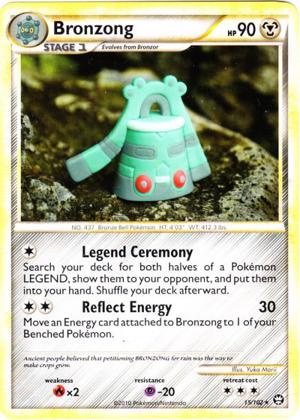 Bronzong
HP 90
STAGE 1 Evolves from Bronzor
NO. 437 Bronze Bell Pokémon HT. 4'03" WT. 412.3 lbs.
Legend Ceremony
Search your deck for both halves of a Pokémon
LEGEND, show them to your opponent, and put them
into your hand. Shuffle your deck afterward.
Reflect Energy 30
Move an Energy card attached to Bronzong to 1 of your
Benched Pokémon.
Illus. Yuka Morii
Ancient people believed that petitioning BRONZONG for rain was the way to
make crops grow.
weakness resistance retreat cost
×2 -20
©2010 Pokémon/Nintendo 15/102★